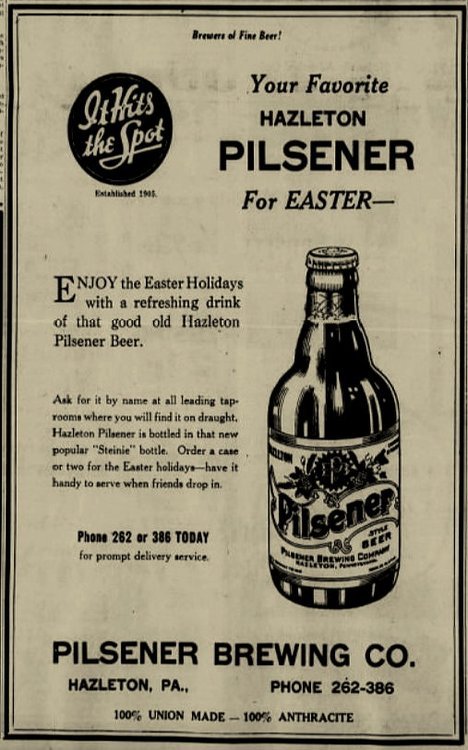 Brewers of Fine Beer!
It Hits
the Spot
Established 1905.
Your Favorite
HAZLETON
PILSENER
For EASTER—
ENJOY the Easter Holidays
with a refreshing drink
of that good old Hazleton
Pilsener Beer.
Ask for it by name at all leading tap-
rooms where you will find it on draught.
Hazleton Pilsener is bottled in that new
popular "Steinie" bottle. Order a case
or two for the Easter holidays—have it
handy to serve when friends drop in.
Phone 262 or 386 TODAY
for prompt delivery service.
HAZLETON
Pilsener
STYLE
BEER
PILSENER BREWING COMPANY
HAZLETON, PENNSYLVANIA.
PILSENER BREWING CO.
HAZLETON, PA., PHONE 262-386
100% UNION MADE — 100% ANTHRACITE